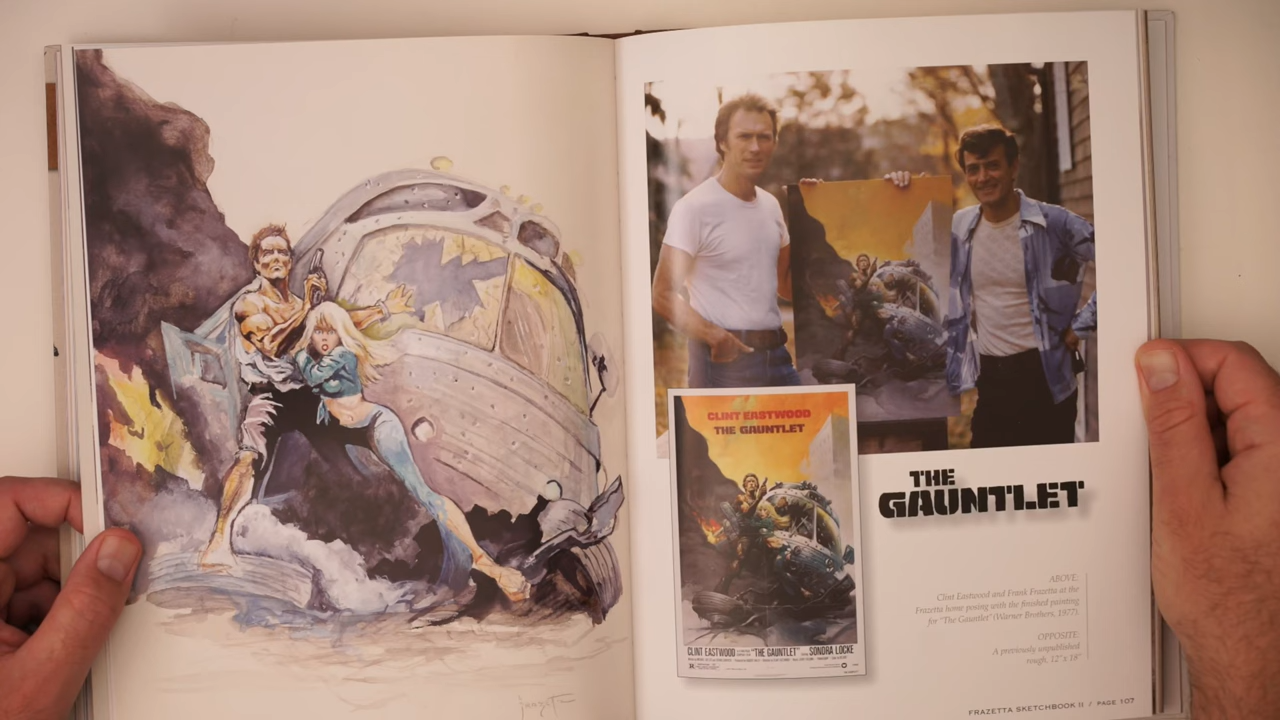 frazetta
CLINT EASTWOOD
THE GAUNTLET
CLINT EASTWOOD "THE GAUNTLET" SONDRA LOCKE
R
THE
GAUNTLET
ABOVE:
Clint Eastwood and Frank Frazetta at the
Frazetta home posing with the finished painting
for "The Gauntlet" (Warner Brothers, 1977).
OPPOSITE:
A previously unpublished
rough, 12" x 18"
FRAZETTA SKETCHBOOK II / PAGE 107